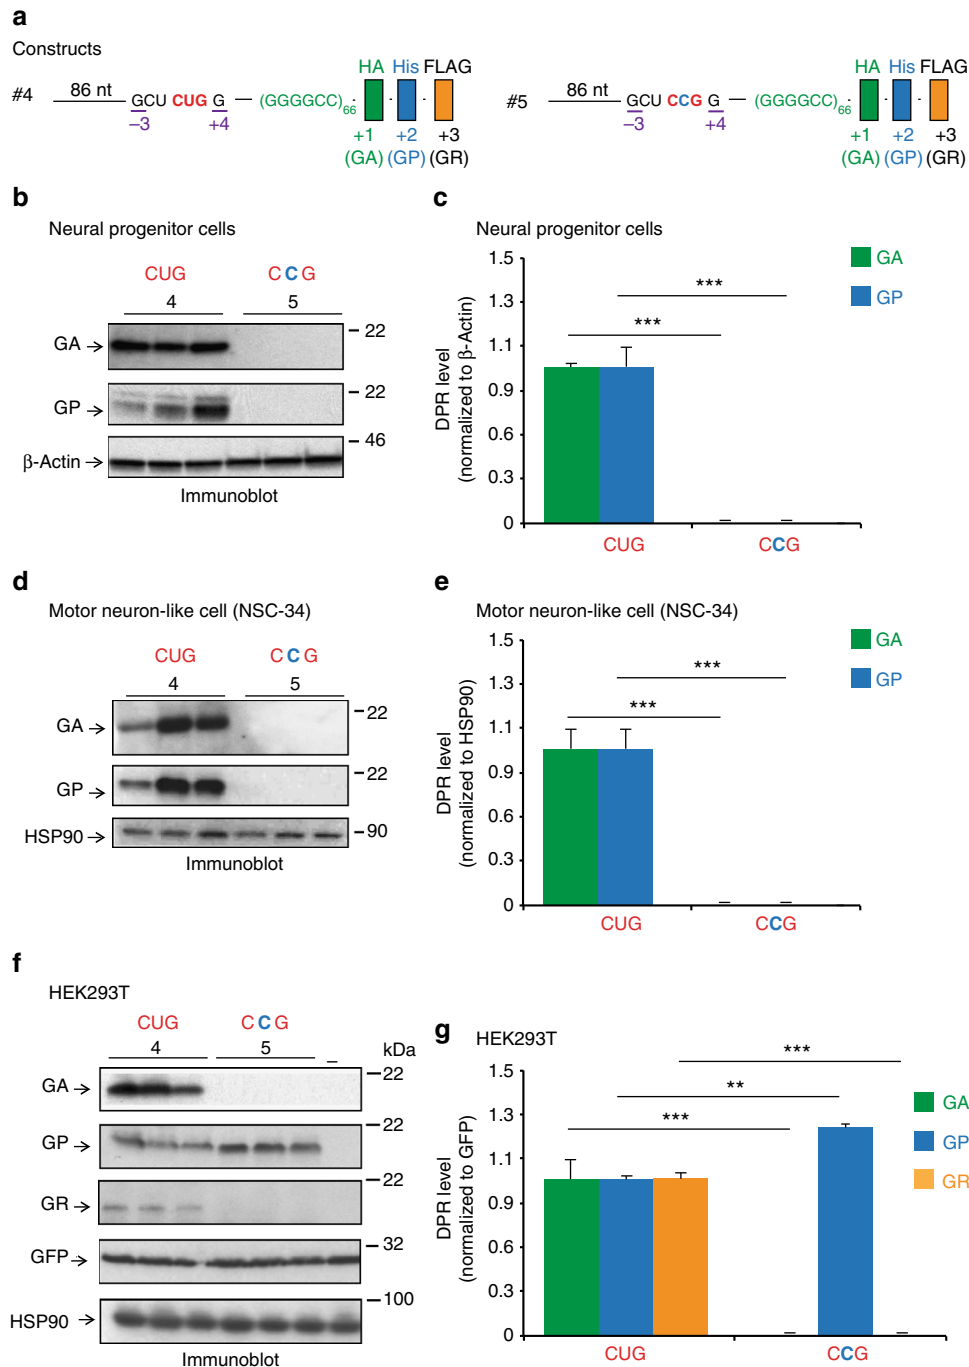 a
Constructs
#4 86 nt GCU CUG G (GGGGCC)66 HA His FLAG
–3 +4 +1 +2 +3
(GA) (GP) (GR)
#5 86 nt GCU CCG G (GGGGCC)66 HA His FLAG
–3 +4 +1 +2 +3
(GA) (GP) (GR)
b
Neural progenitor cells
CUG CCG
4 5
GA 22
GP 22
β-Actin 46
Immunoblot
c
Neural progenitor cells
DPR level
(normalized to β-Actin)
1.5
1.3
1.1
0.9
0.6
0.3
0
*** 
***
GA
GP
CUG CCG
d
Motor neuron-like cell (NSC-34)
CUG CCG
4 5
GA 22
GP 22
HSP90 90
Immunoblot
e
Motor neuron-like cell (NSC-34)
DPR level
(normalized to HSP90)
1.5
1.3
1.1
0.9
0.6
0.3
0
***
***
GA
GP
CUG CCG
f
HEK293T
CUG CCG
4 5 – kDa
GA 22
GP 22
GR 22
GFP 32
HSP90 100
Immunoblot
g
HEK293T
DPR level
(normalized to GFP)
1.5
1.3
1.1
0.9
0.6
0.3
0
***
**
***
GA
GP
GR
CUG CCG